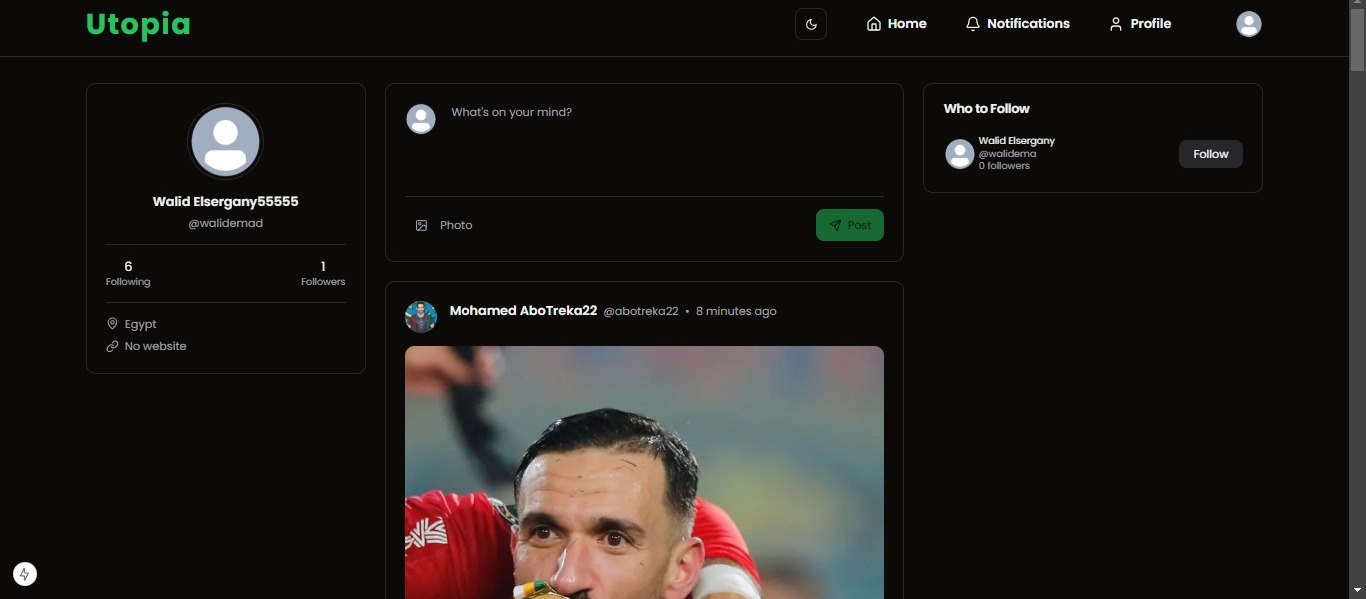 Utopia
Home
Notifications
Profile
Walid Elsergany55555
@walidemad
6
Following
1
Followers
Egypt
No website
What's on your mind?
Photo
Post
Mohamed AboTreka22 @abotreka22 • 8 minutes ago
Who to Follow
Walid Elsergany
@walidema
0 followers
Follow